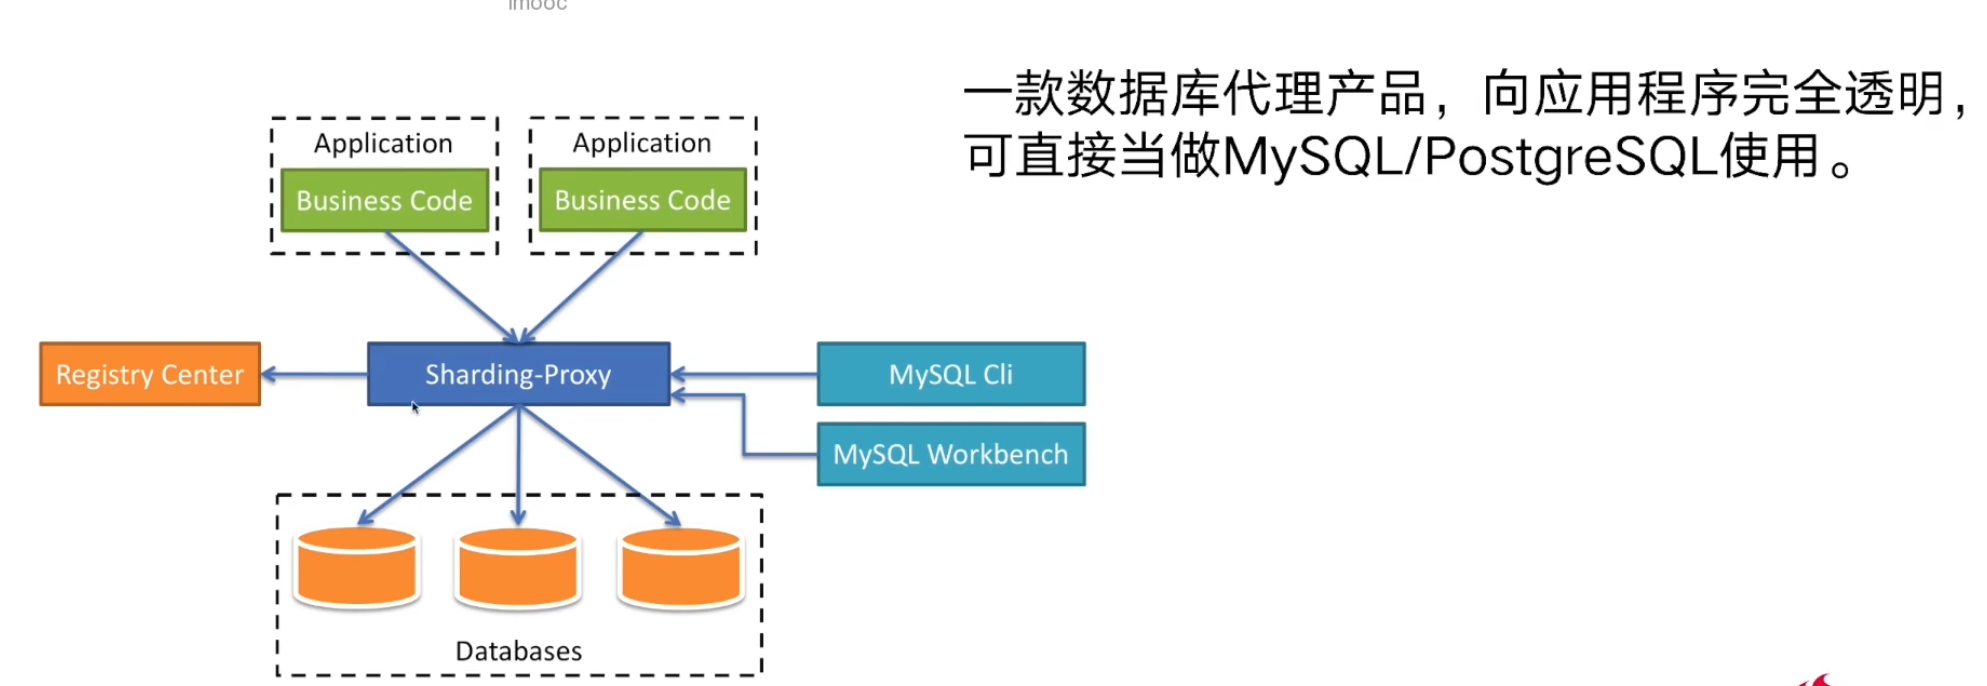 imooc
一款数据库代理产品，向应用程序完全透明，
可直接当做MySQL/PostgreSQL使用。
Application
Application
Business Code
Business Code
Registry Center
Sharding-Proxy
MySQL Cli
MySQL Workbench
Databases